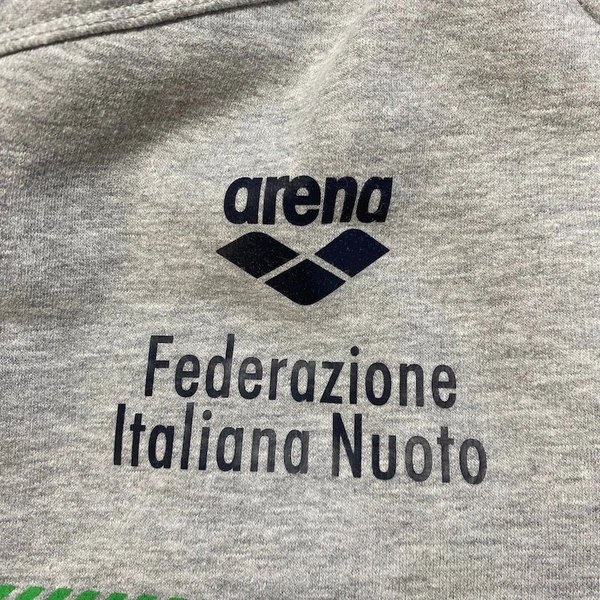 arena
Federazione
Italiana Nuoto